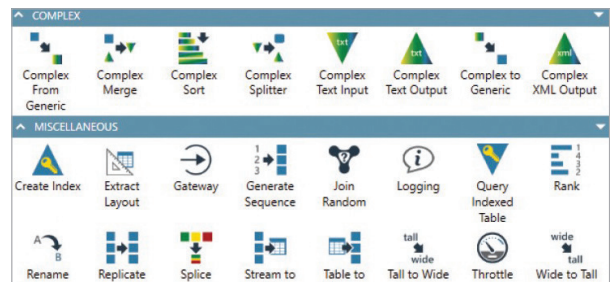 COMPLEX
txt txt xml
Complex Complex Complex Complex Complex Complex Complex to Complex
From Merge Sort Splitter Text Input Text Output Generic XML Output
Generic
MISCELLANEOUS
1 2 3
1 4 3 2
Create Index Extract Gateway Generate Join Logging Query Rank
Layout Sequence Random Indexed
Table
A B
tall wide
wide tall
Rename Replicate Splice Stream to Table to Tall to Wide Throttle Wide to Tall